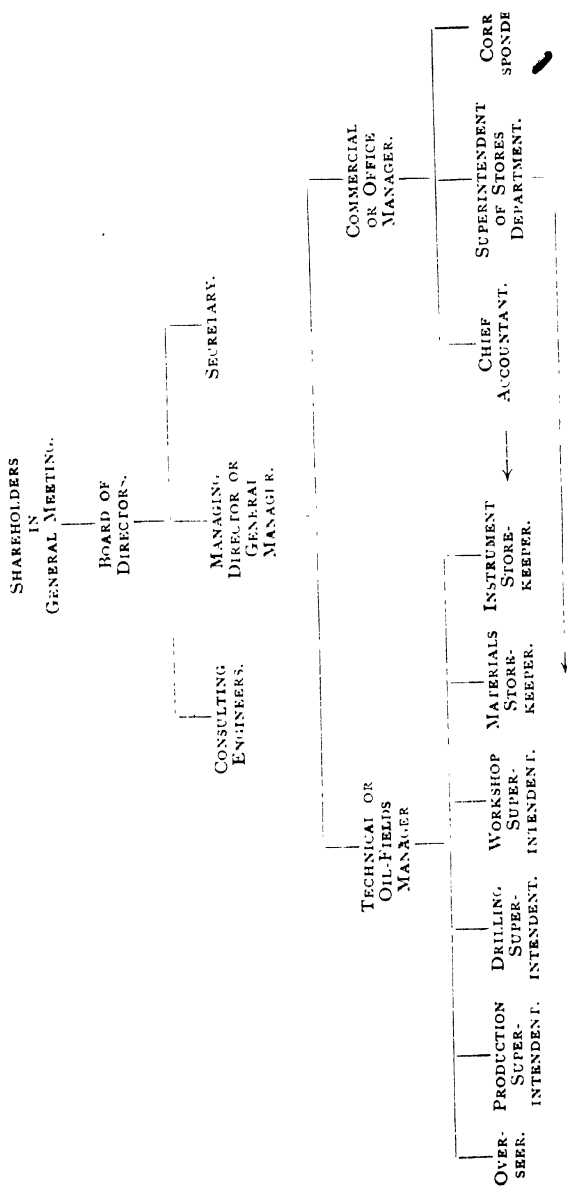 SHAREHOLDERS
IN
GENERAL MEETING.
BOARD OF
DIRECTORS.
CONSULTING
ENGINEERS.
MANAGING
DIRECTOR OR
GENERAL
MANAGER.
SECRETARY.
TECHNICAL OR
OIL-FIELDS
MANAGER
COMMERCIAL
OR OFFICE
MANAGER.
OVER-
SEER.
PRODUCTION
SUPER-
INTENDENT.
DRILLING
SUPER-
INTENDENT.
WORKSHOP
SUPER-
INTENDENT.
MATERIALS
STORE-
KEEPER.
INSTRUMENT
STORE-
KEEPER.
CHIEF
ACCOUNTANT.
SUPERINTENDENT
OF STORES
DEPARTMENT.
CORR
SPONDE